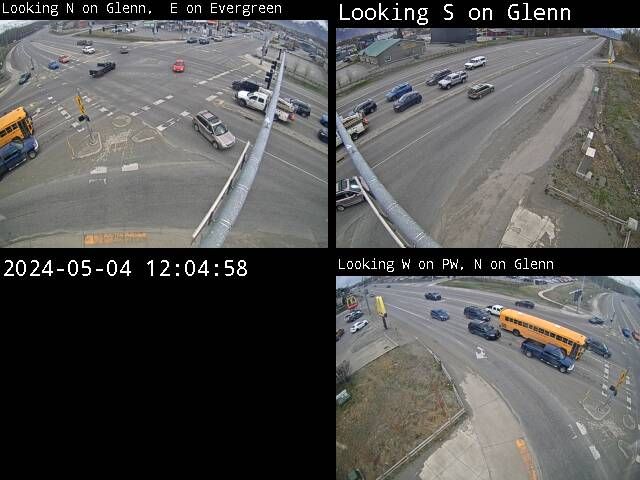 Looking N on Glenn, E on Evergreen
Looking S on Glenn
2024-05-04 12:04:58
Looking W on PW, N on Glenn